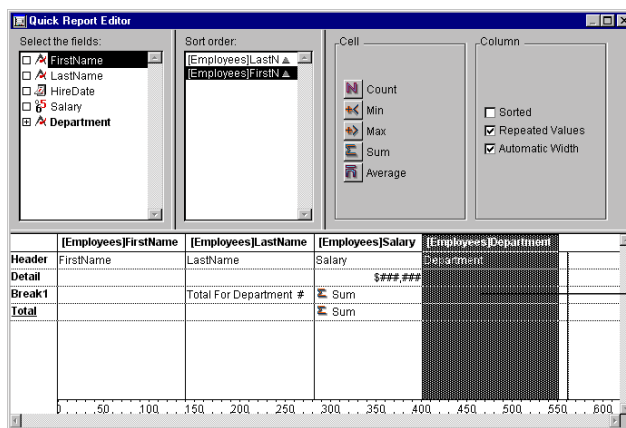 Quick Report Editor
Select the fields:
FirstName
LastName
HireDate
Salary
Department
Sort order:
[Employees]LastN
[Employees]FirstN
Cell
Count
Min
Max
Sum
Average
Column
Sorted
Repeated Values
Automatic Width
[Employees]FirstName [Employees]LastName [Employees]Salary [Employees]Department
Header FirstName LastName Salary Department
Detail $###,###
Break1 Total For Department # Sum
Total Sum
0 50 100 150 200 250 300 350 400 450 500 550 600